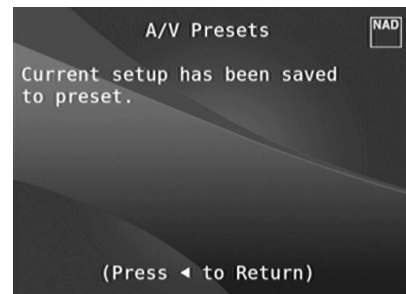 A/V Presets
NAD
Current setup has been saved
to preset.
(Press ◄ to Return)